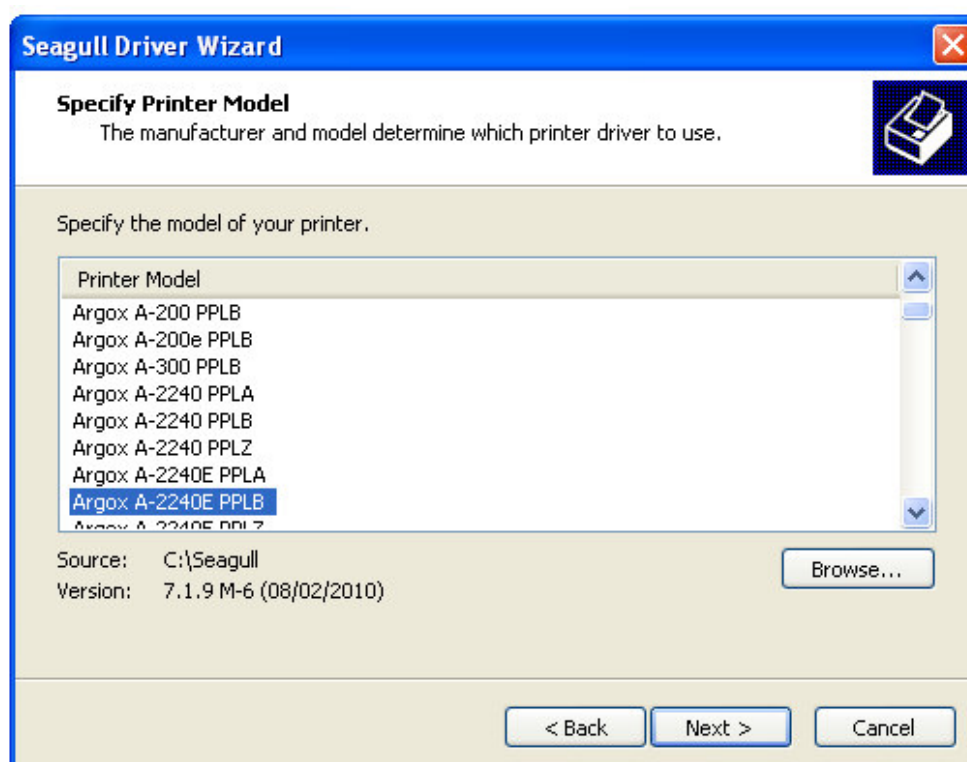 Seagull Driver Wizard
Specify Printer Model
The manufacturer and model determine which printer driver to use.
Specify the model of your printer.
Printer Model
Argox A-200 PPLB
Argox A-200e PPLB
Argox A-300 PPLB
Argox A-2240 PPLA
Argox A-2240 PPLB
Argox A-2240 PPLZ
Argox A-2240E PPLA
Argox A-2240E PPLB
Argox A-2240E PPLZ
Source: C:\Seagull
Browse...
Version: 7.1.9 M-6 (08/02/2010)
< Back Next > Cancel